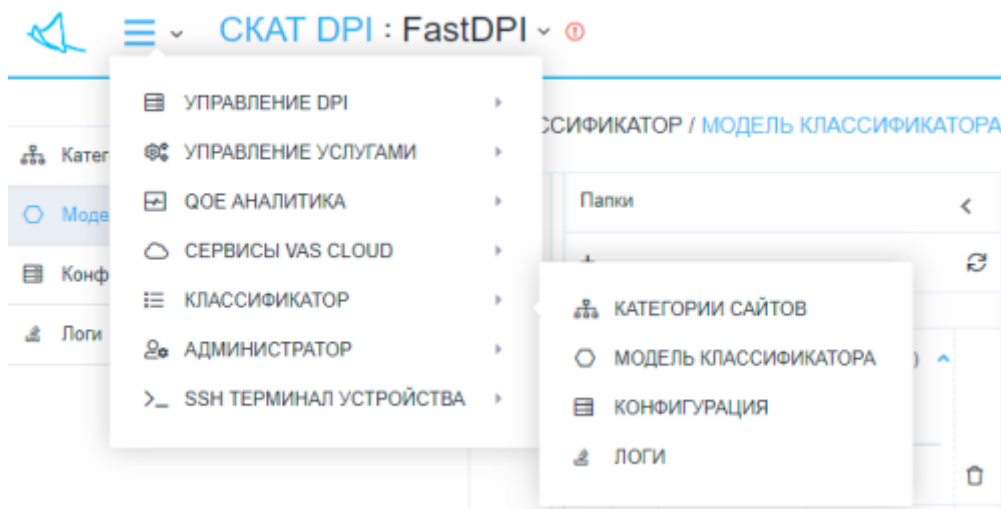 СКАТ DPI : FastDPI
УПРАВЛЕНИЕ DPI
УПРАВЛЕНИЕ УСЛУГАМИ
QOE АНАЛИТИКА
СЕРВИСЫ VAS CLOUD
КЛАССИФИКАТОР
АДМИНИСТРАТОР
SSH ТЕРМИНАЛ УСТРОЙСТВА
Катег
Моде
Конф
Логи
ССИФИКАТОР / МОДЕЛЬ КЛАССИФИКАТОРА
Папки
КАТЕГОРИИ САЙТОВ
МОДЕЛЬ КЛАССИФИКАТОРА
КОНФИГУРАЦИЯ
ЛОГИ